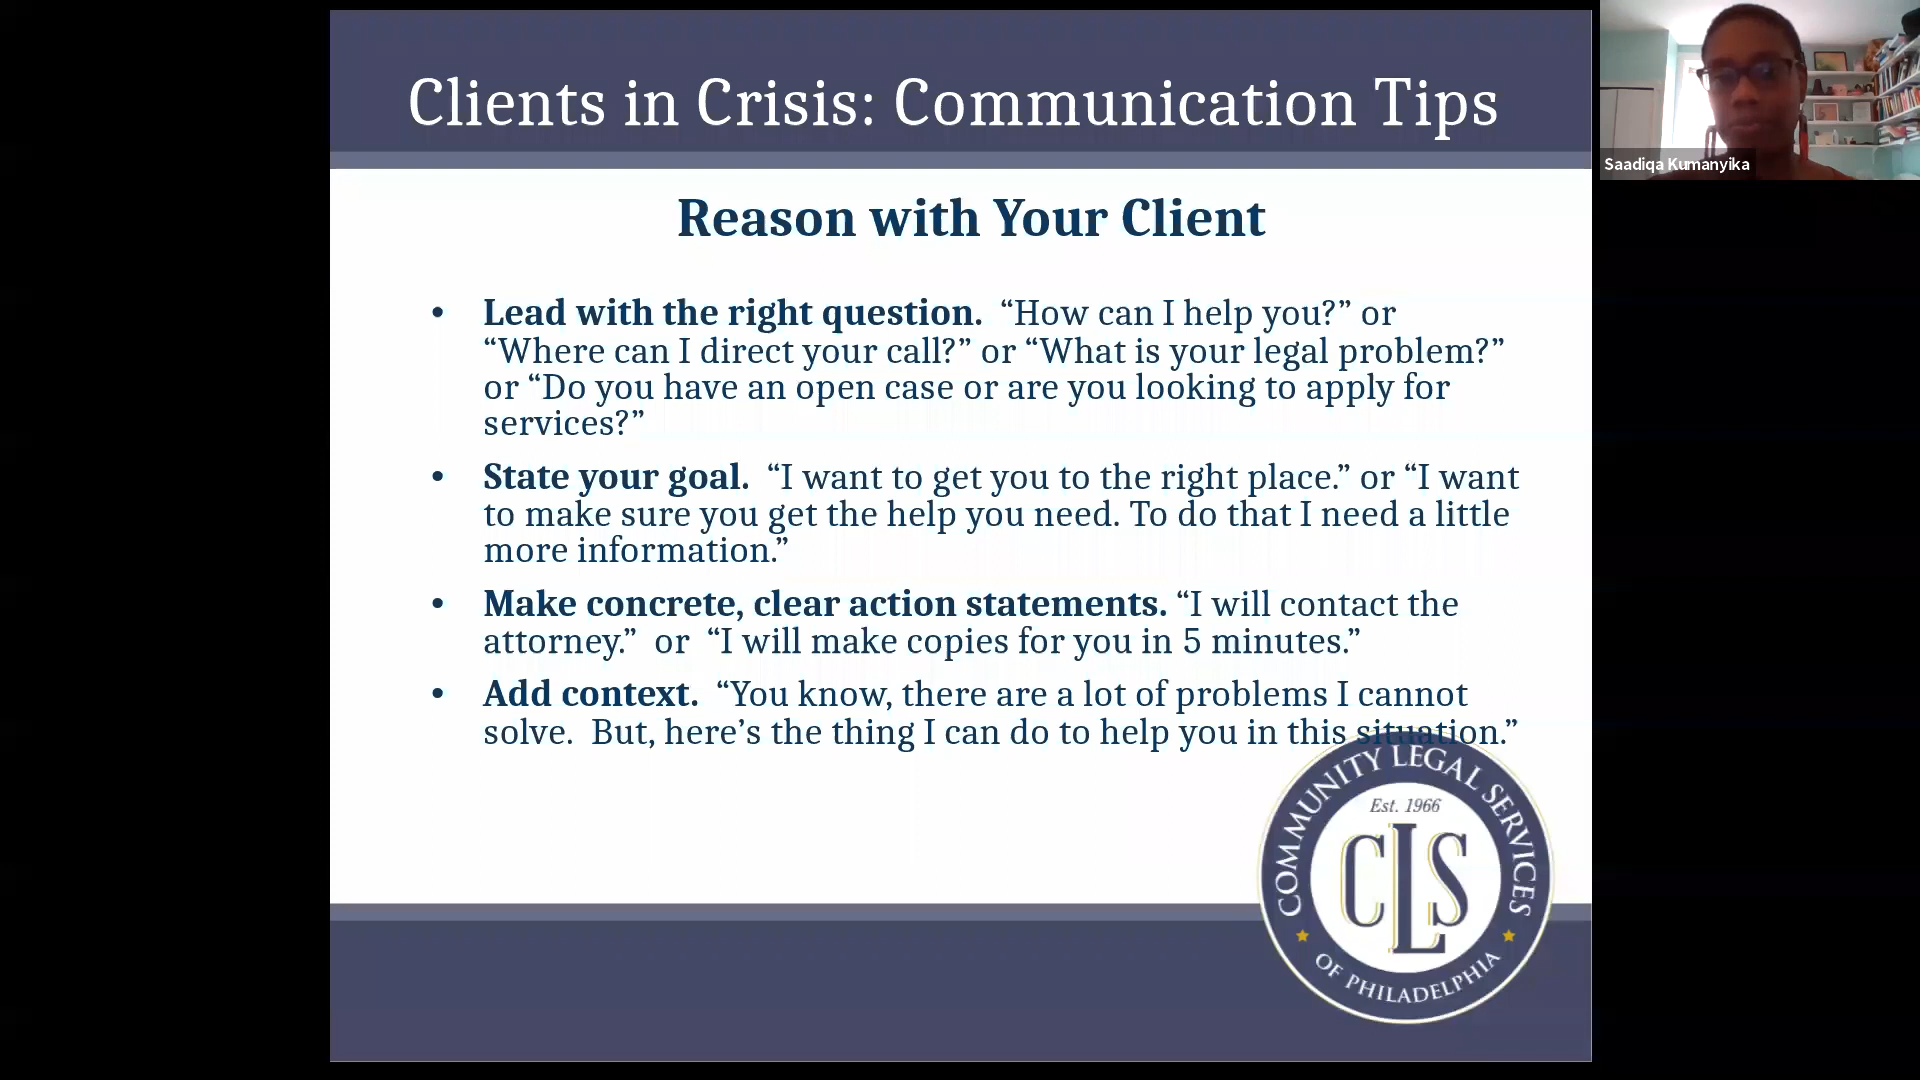 Clients in Crisis: Communication Tips
Saadiqa Kumanyika
Reason with Your Client
• Lead with the right question. “How can I help you?” or
“Where can I direct your call?” or “What is your legal problem?”
or “Do you have an open case or are you looking to apply for
services?”
• State your goal. “I want to get you to the right place.” or “I want
to make sure you get the help you need. To do that I need a little
more information.”
• Make concrete, clear action statements. “I will contact the
attorney.” or “I will make copies for you in 5 minutes.”
• Add context. “You know, there are a lot of problems I cannot
solve. But, here’s the thing I can do to help you in this situation.”
COMMUNITY LEGAL SERVICES
Est. 1966
CLS
OF PHILADELPHIA